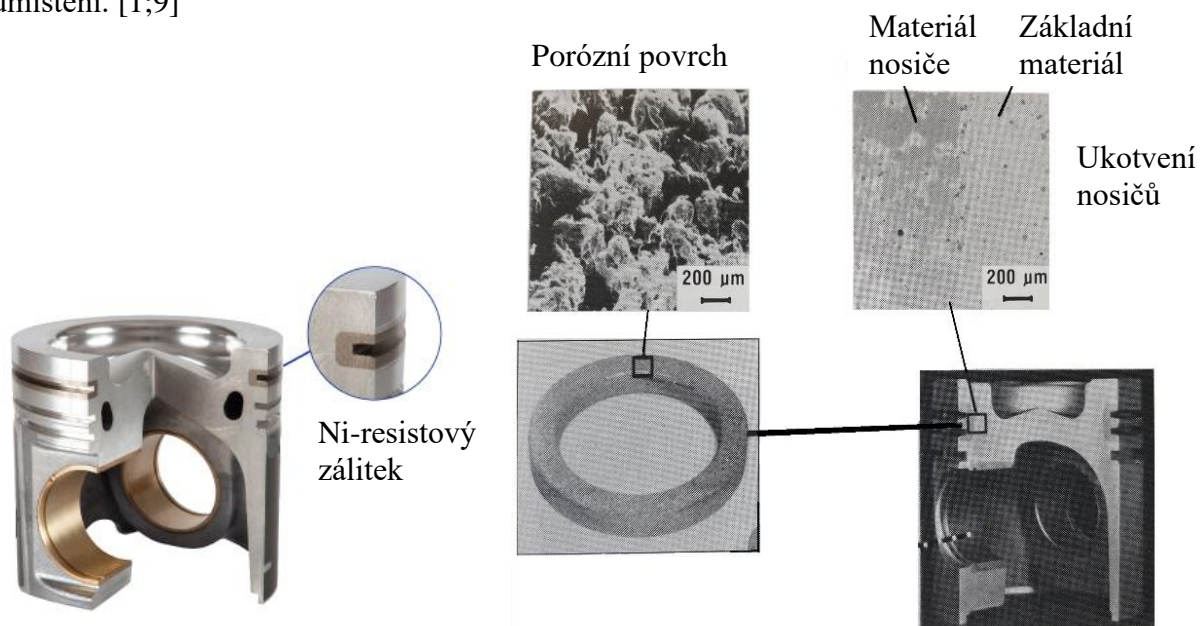 umístění. [1;9]
Porózní povrch
Materiál
nosiče
Základní
materiál
Ukotvení
nosičů
200 µm
200 µm
Ni-resistový
zálitek